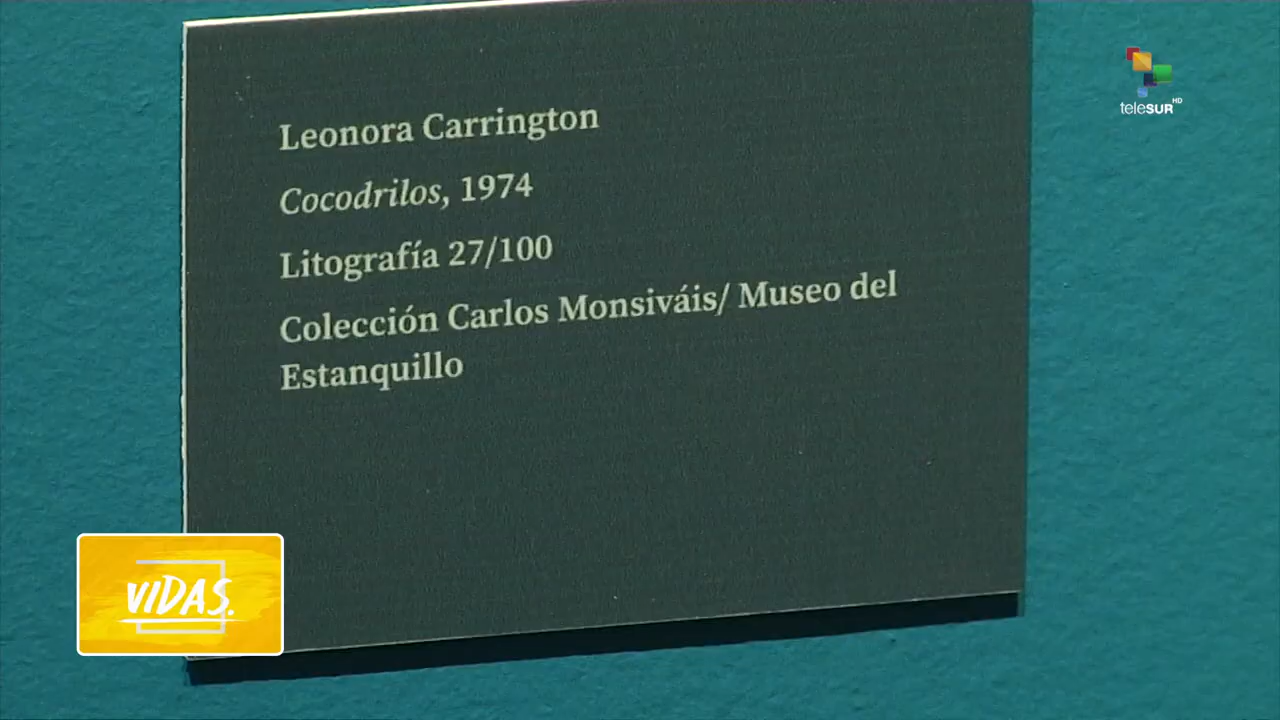 Leonora Carrington
Cocodrilos, 1974
Litografía 27/100
Colección Carlos Monsiváis/ Museo del
Estanquillo
teleSUR HD
VIDAS.